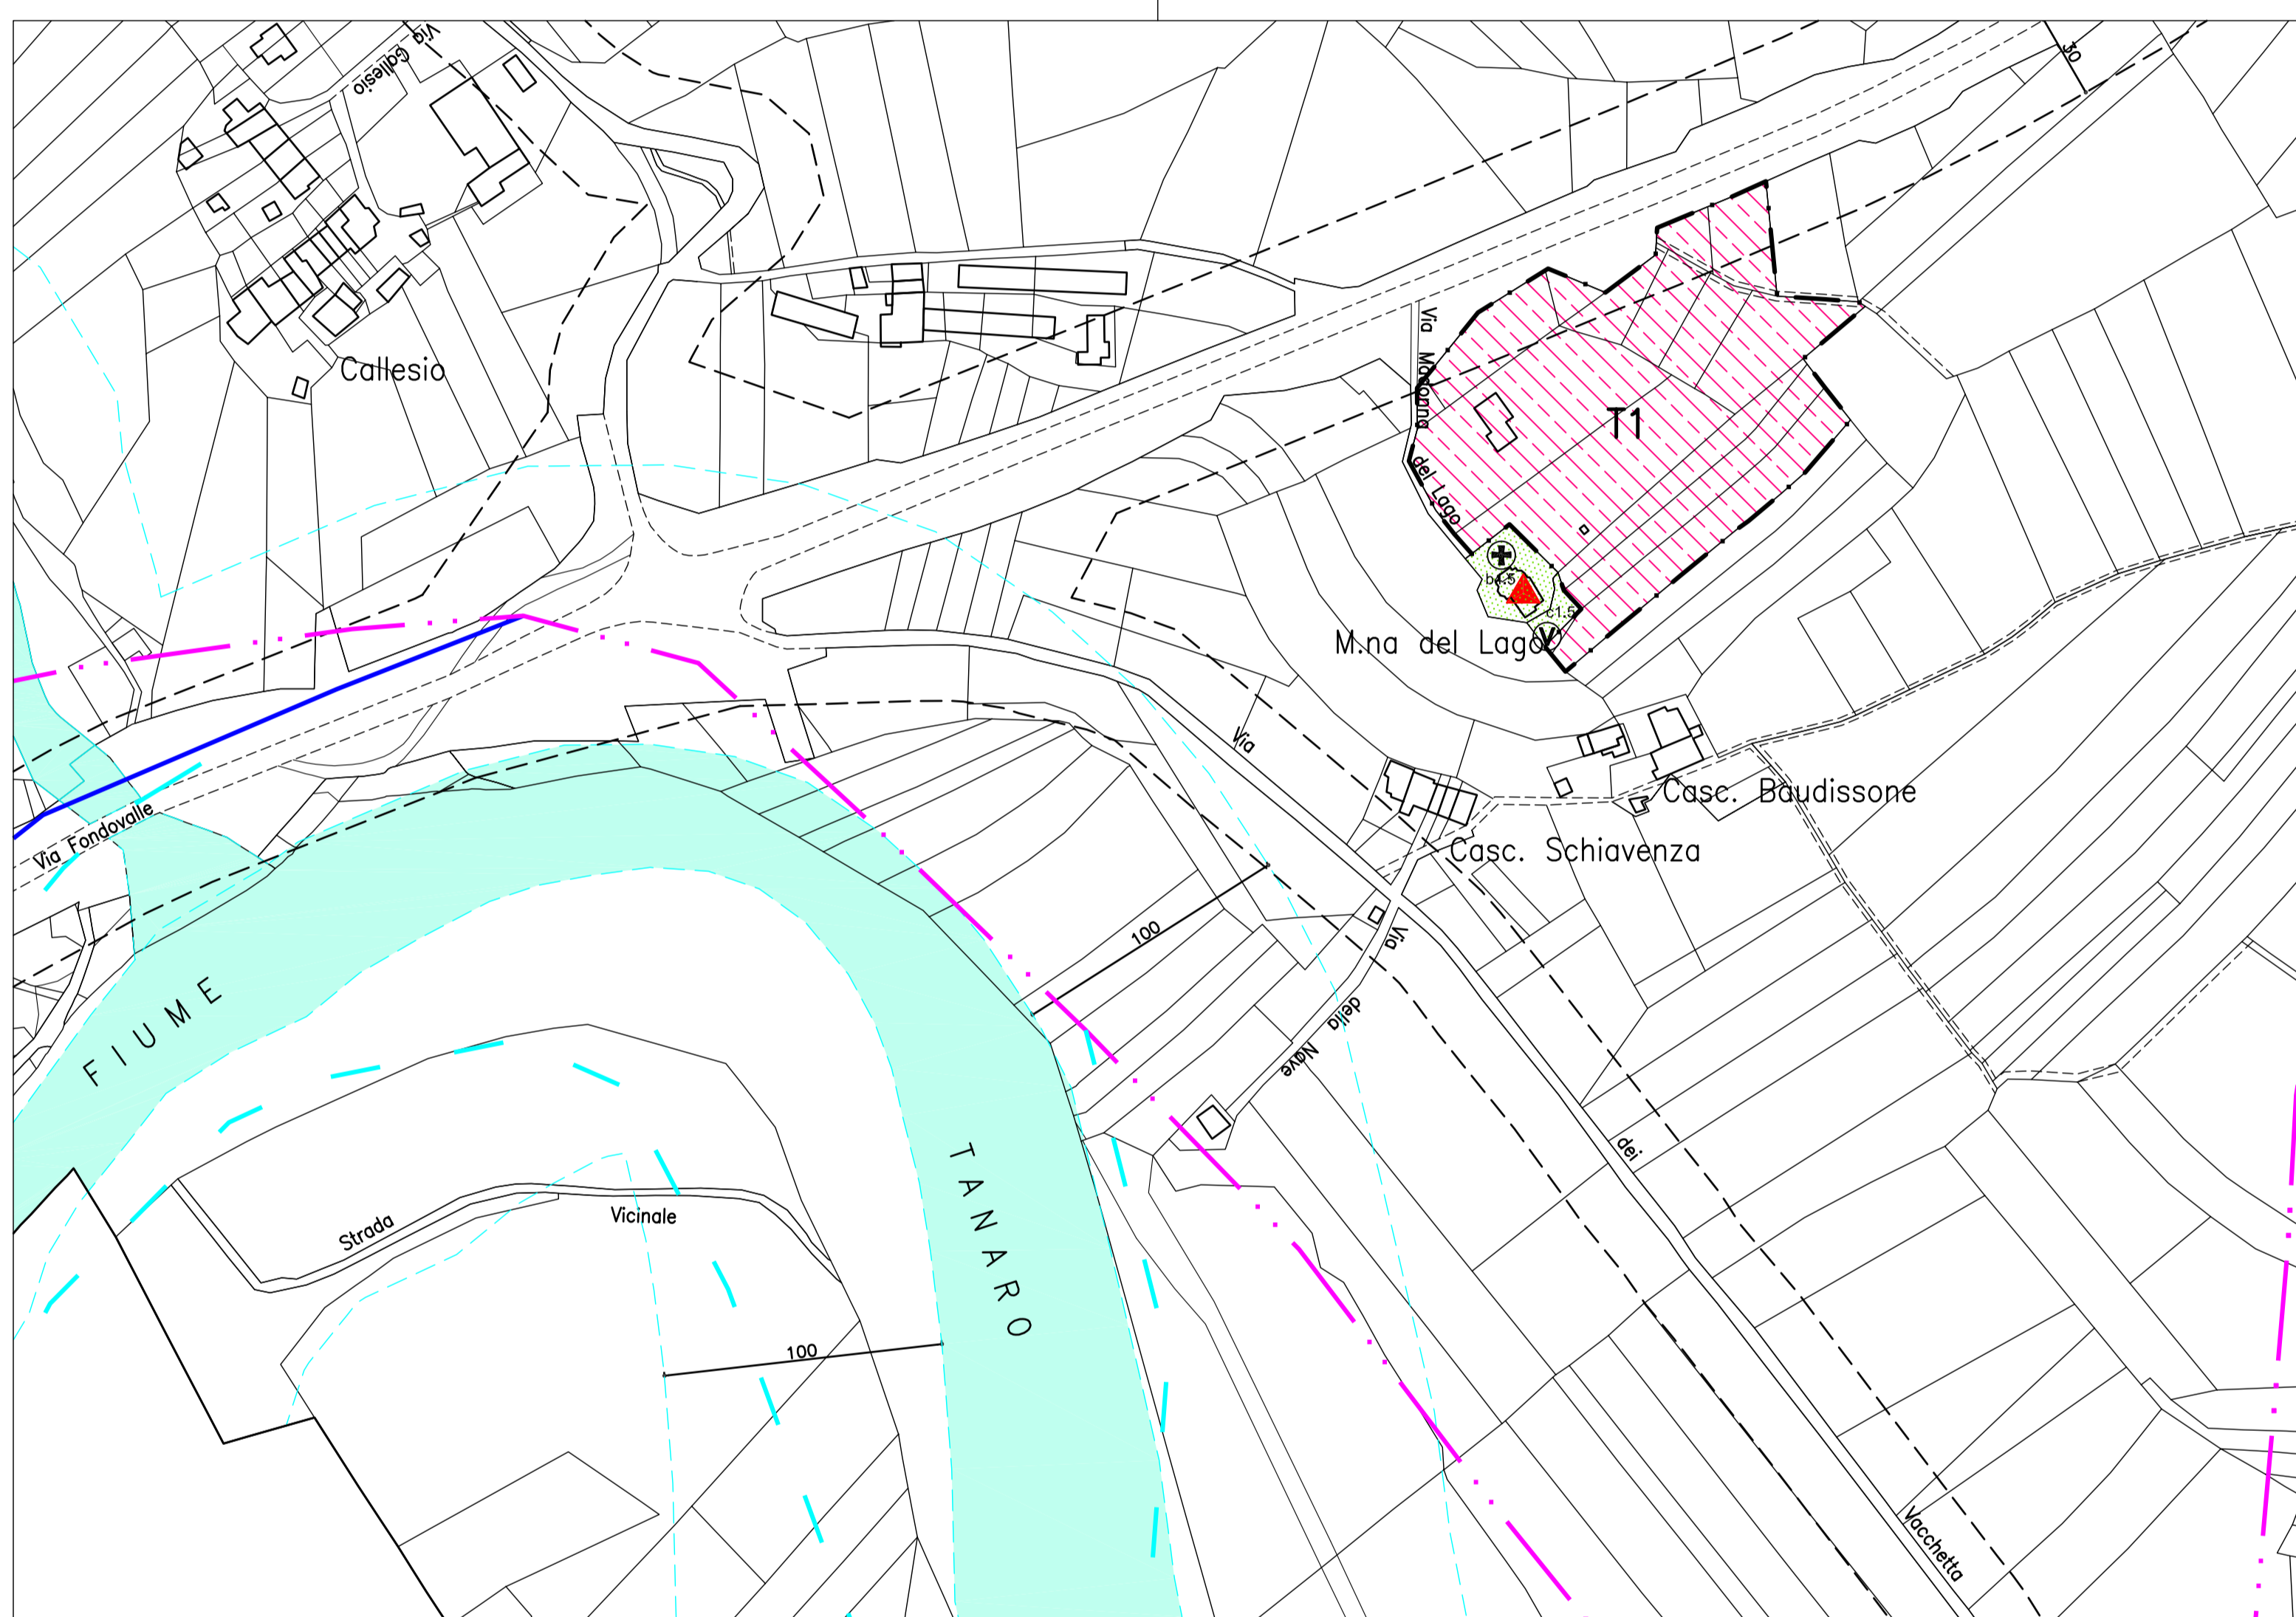 Via Callesio
30
Callesio
Via Madonna del Lago
T1
b4.5
c1.5
V
M.na del Lago
Via
Casc. Baudissone
Casc. Schiavenza
Via Fondovalle
100
Via della Nave
FIUME
TANARO
dei
Strada
Vicinale
100
Vacchetta